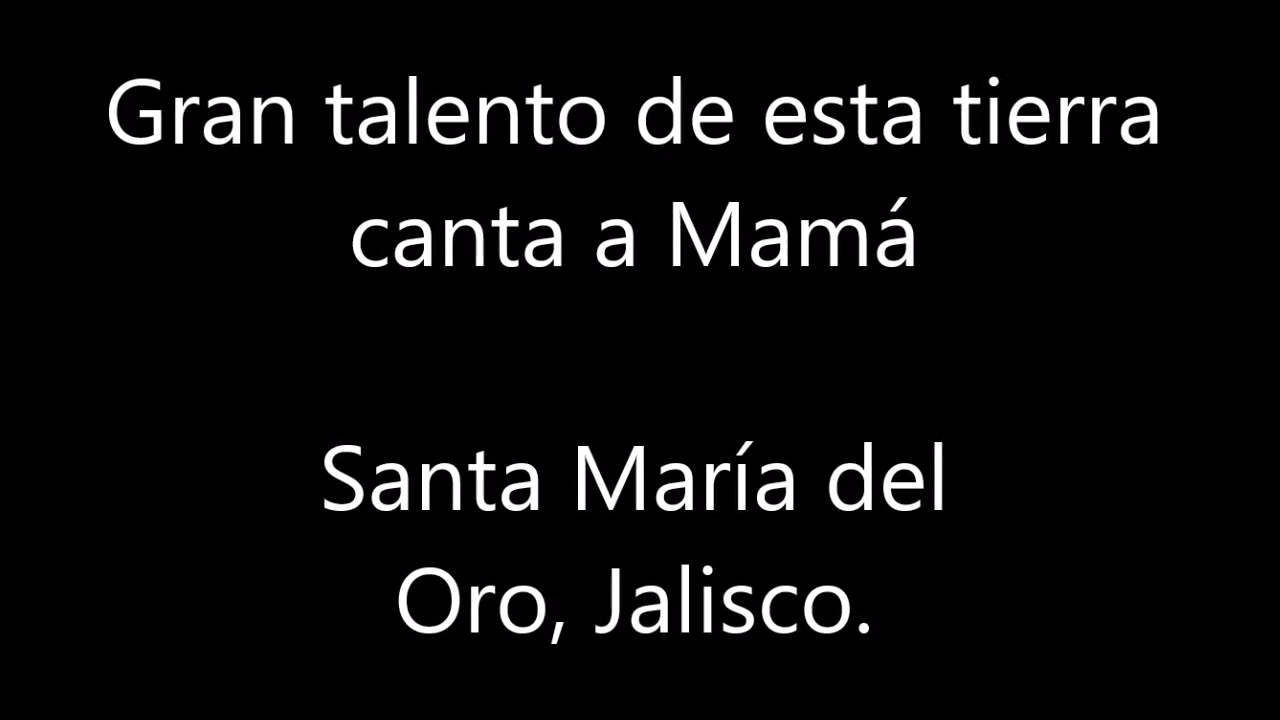 Gran talento de esta tierra
canta a Mamá
Santa María del
Oro, Jalisco.